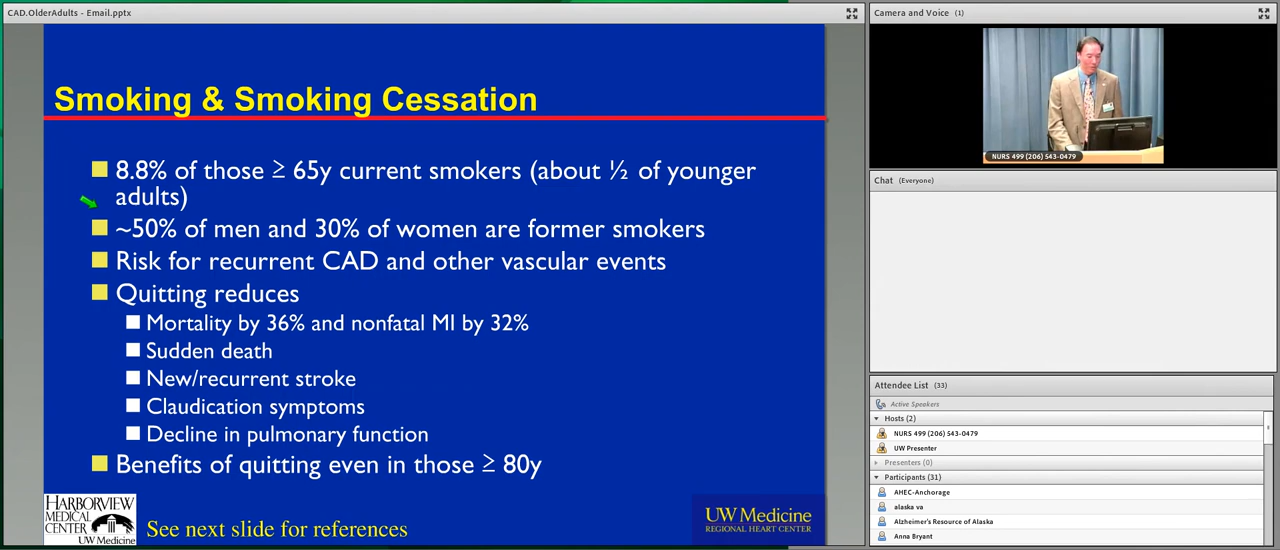 CAD.OlderAdults - Email.pptx
Smoking & Smoking Cessation
8.8% of those ≥ 65y current smokers (about ½ of younger
adults)
~50% of men and 30% of women are former smokers
Risk for recurrent CAD and other vascular events
Quitting reduces
Mortality by 36% and nonfatal MI by 32%
Sudden death
New/recurrent stroke
Claudication symptoms
Decline in pulmonary function
Benefits of quitting even in those ≥ 80y
HARBORVIEW
MEDICAL
CENTER
UW Medicine
See next slide for references
UW Medicine
REGIONAL HEART CENTER
Camera and Voice (1)
NURS 499 (206) 543-0479
Chat (Everyone)
Attendee List (33)
Active Speakers
Hosts (2)
NURS 499 (206) 543-0479
UW Presenter
Presenters (0)
Participants (31)
AHEC-Anchorage
alaska va
Alzheimer's Resource of Alaska
Anna Bryant